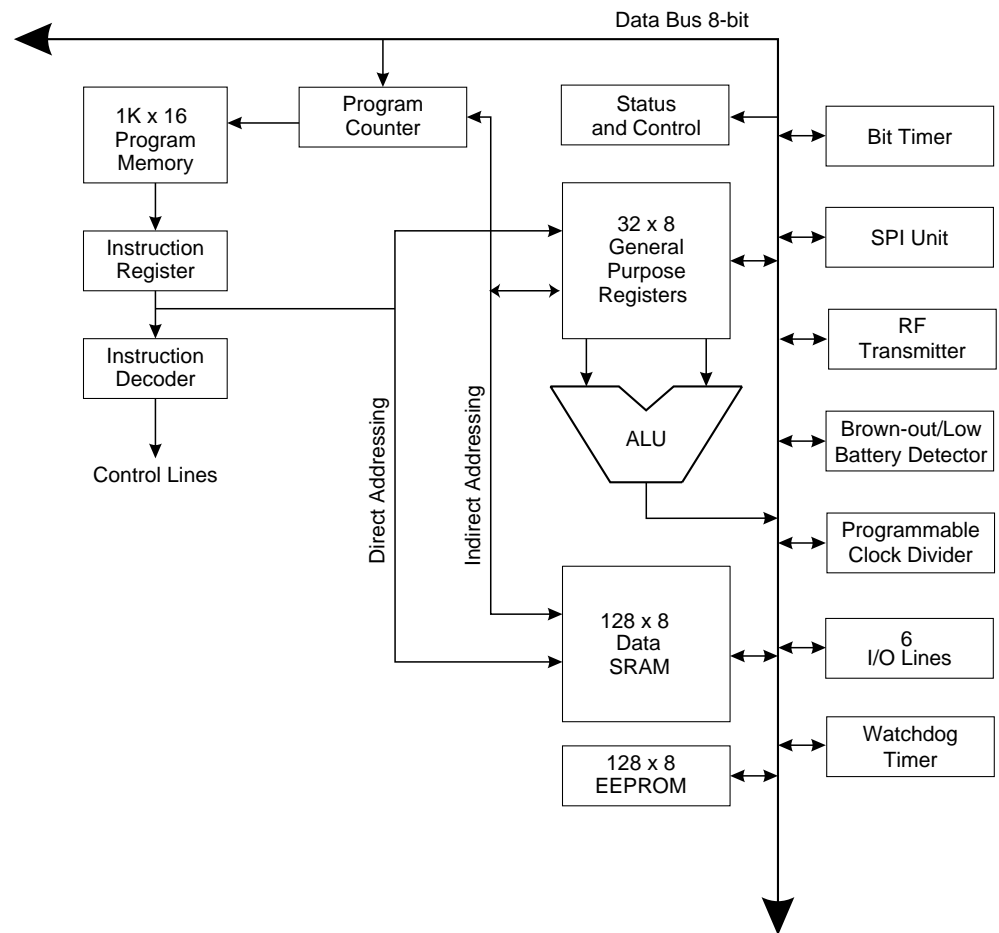 Data Bus 8-bit
1K x 16
Program
Memory
Program
Counter
Status
and Control
Bit Timer
Instruction
Register
32 x 8
General
Purpose
Registers
SPI Unit
Instruction
Decoder
RF
Transmitter
Control Lines
Direct Addressing
Indirect Addressing
ALU
Brown-out/Low
Battery Detector
Programmable
Clock Divider
128 x 8
Data
SRAM
6
I/O Lines
128 x 8
EEPROM
Watchdog
Timer